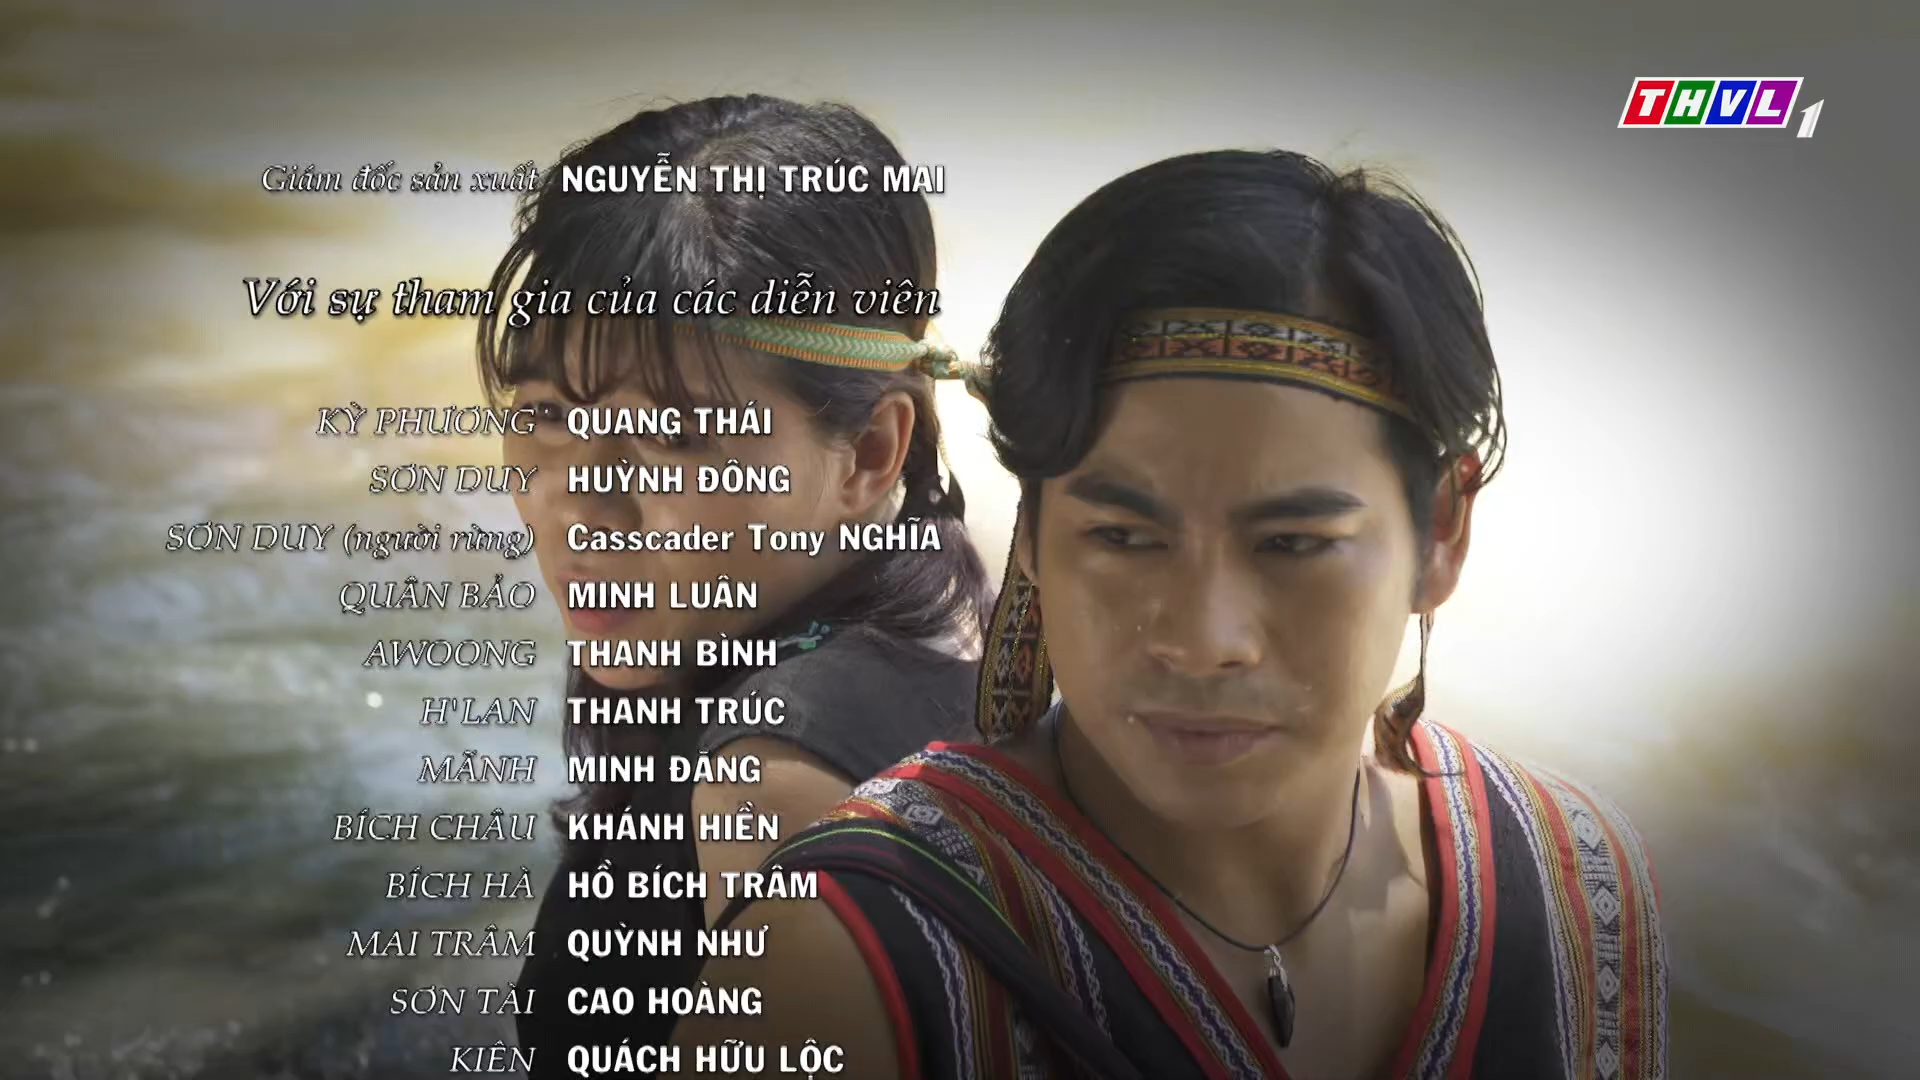 THVL1
Giám đốc sản xuất NGUYỄN THỊ TRÚC MAI
Với sự tham gia của các diễn viên
KỲ PHƯƠNG QUANG THÁI
SƠN DUY HUỲNH ĐÔNG
SƠN DUY (người rừng) Casscader Tony NGHĨA
QUÂN BẢO MINH LUÂN
AWOONG THANH BÌNH
H'LAN THANH TRÚC
MÃNH MINH ĐĂNG
BÍCH CHÂU KHÁNH HIỀN
BÍCH HÀ HỒ BÍCH TRÂM
MAI TRÂM QUỲNH NHƯ
SƠN TÀI CAO HOÀNG
KIÊN QUÁCH HỮU LỘC